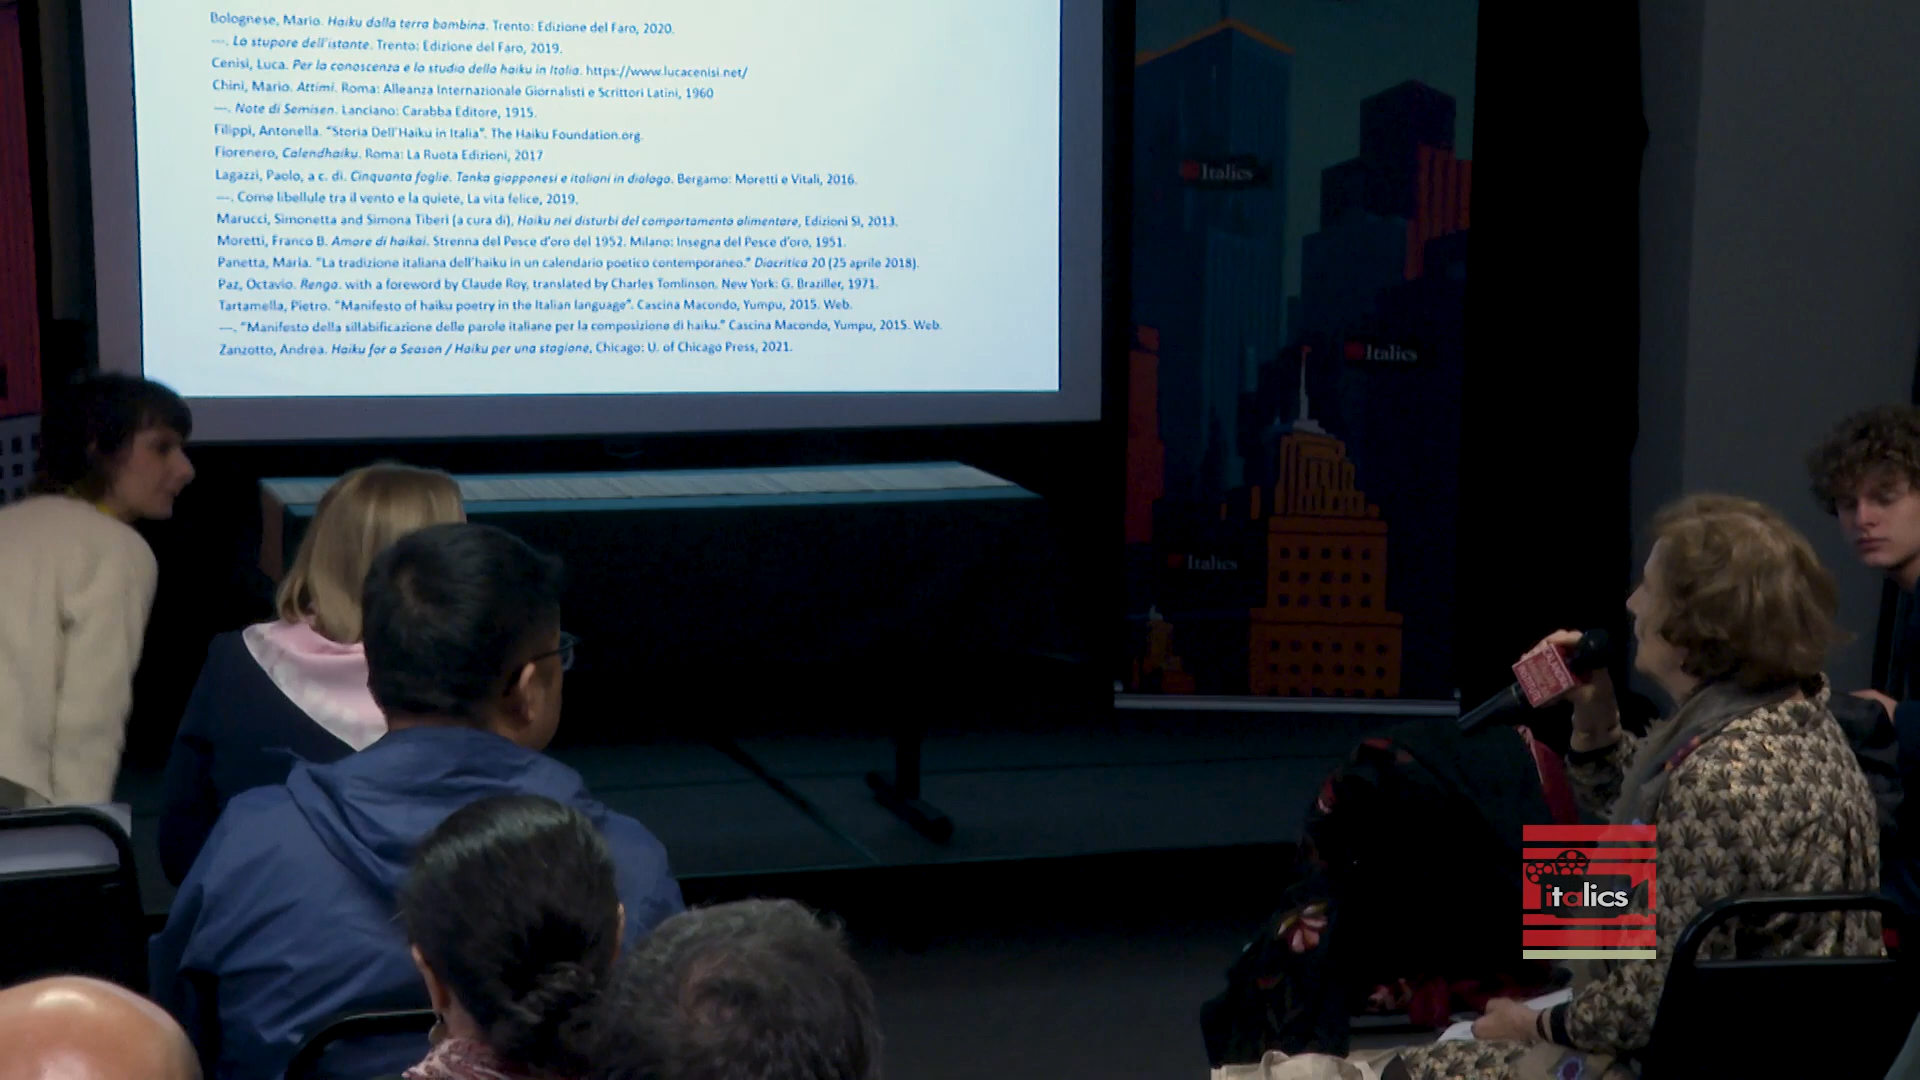 Bolognese, Mario. Haiku dalla terra bambina. Trento: Edizione del Faro, 2020.
---. Lo stupore dell'istante. Trento: Edizione del Faro, 2019.
Cenisi, Luca. Per la conoscenza e lo studio dello haiku in Italia. https://www.lucacenisi.net/
Chini, Mario. Attimi. Roma: Alleanza Internazionale Giornalisti e Scrittori Latini, 1960
---. Note di Samisen. Lanciano: Carabba Editore, 1915.
Filippi, Antonella. "Storia Dell'Haiku in Italia". The Haiku Foundation.org.
Fiorenero, Calendhaiku. Roma: La Ruota Edizioni, 2017
Lagazzi, Paolo, a c. di. Cinquanta foglie. Tanka giapponesi e italiani in dialogo. Bergamo: Moretti e Vitali, 2016.
---. Come libellule tra il vento e la quiete, La vita felice, 2019.
Marucci, Simonetta and Simona Tiberi (a cura di), Haiku nei disturbi del comportamento alimentare, Edizioni Sì, 2013.
Moretti, Franco B. Amore di haikai. Strenna del Pesce d'oro del 1952. Milano: Insegna del Pesce d'oro, 1951.
Panetta, Maria. "La tradizione italiana dell'haiku in un calendario poetico contemporaneo." Diacritica 20 (25 aprile 2018).
Paz, Octavio. Renga. with a foreword by Claude Roy, translated by Charles Tomlinson. New York: G. Braziller, 1971.
Tartamella, Pietro. "Manifesto of haiku poetry in the Italian language". Cascina Macondo, Yumpu, 2015. Web.
---. "Manifesto della sillabificazione delle parole italiane per la composizione di haiku." Cascina Macondo, Yumpu, 2015. Web.
Zanzotto, Andrea. Haiku for a Season / Haiku per una stagione, Chicago: U. of Chicago Press, 2021.
Italics
Italics
Italics
italics